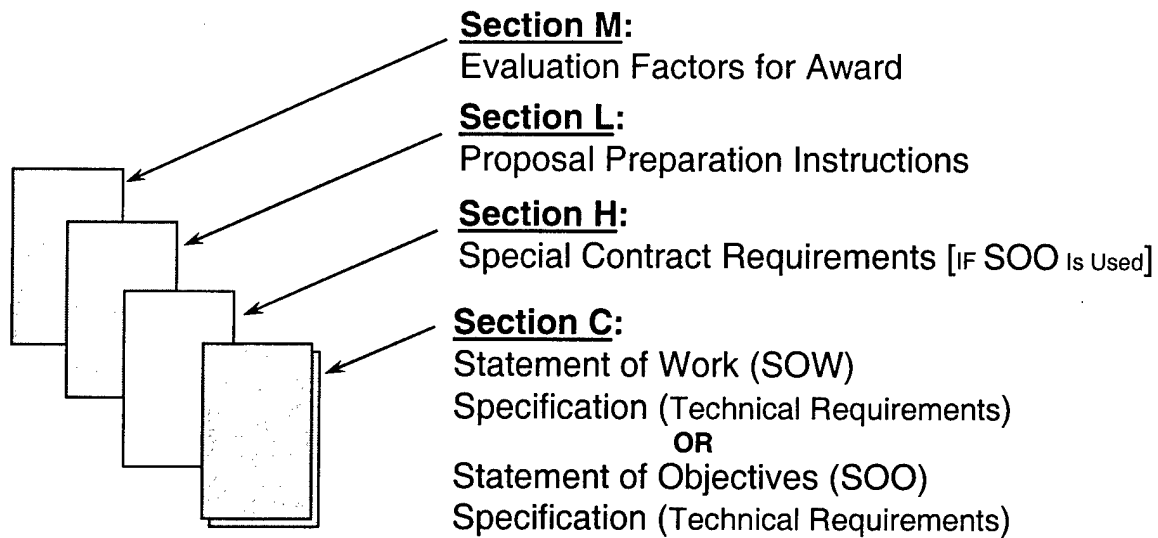 Section M:
Evaluation Factors for Award
Section L:
Proposal Preparation Instructions
Section H:
Special Contract Requirements [IF SOO Is Used]
Section C:
Statement of Work (SOW)
Specification (Technical Requirements)
OR
Statement of Objectives (SOO)
Specification (Technical Requirements)